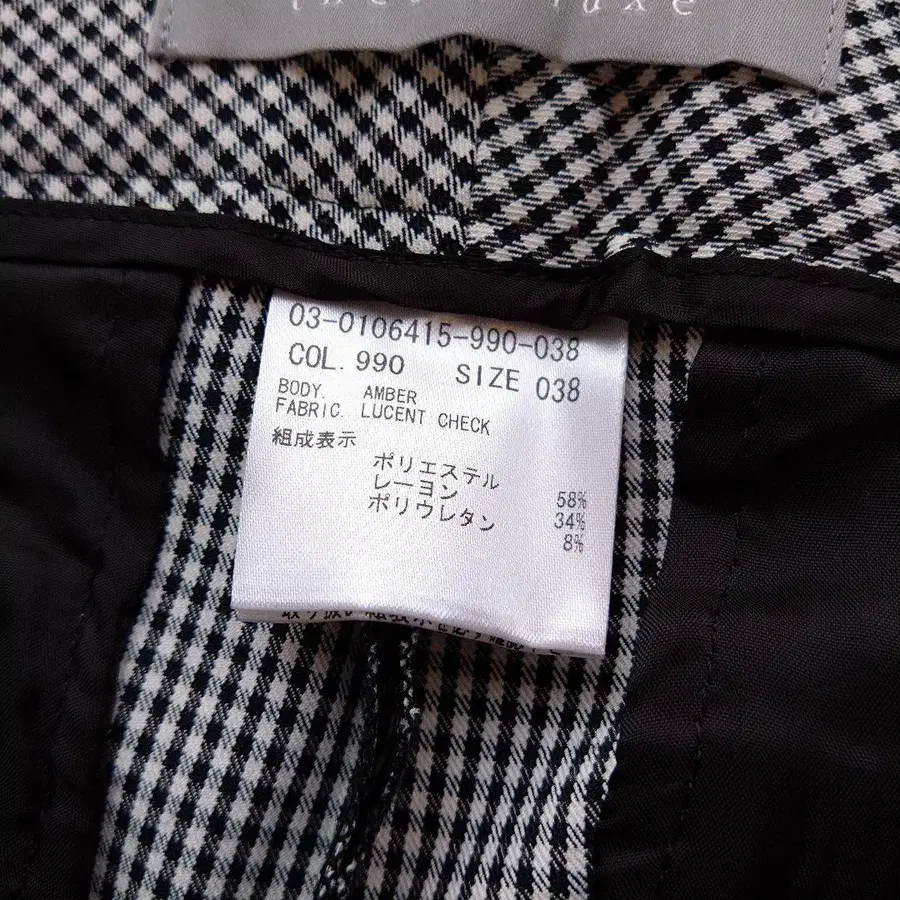 03-0106415-990-038
COL. 990 SIZE 038
BODY. AMBER
FABRIC. LUCENT CHECK
組成表示
ポリエステル 58%
レーヨン 34%
ポリウレタン 8%